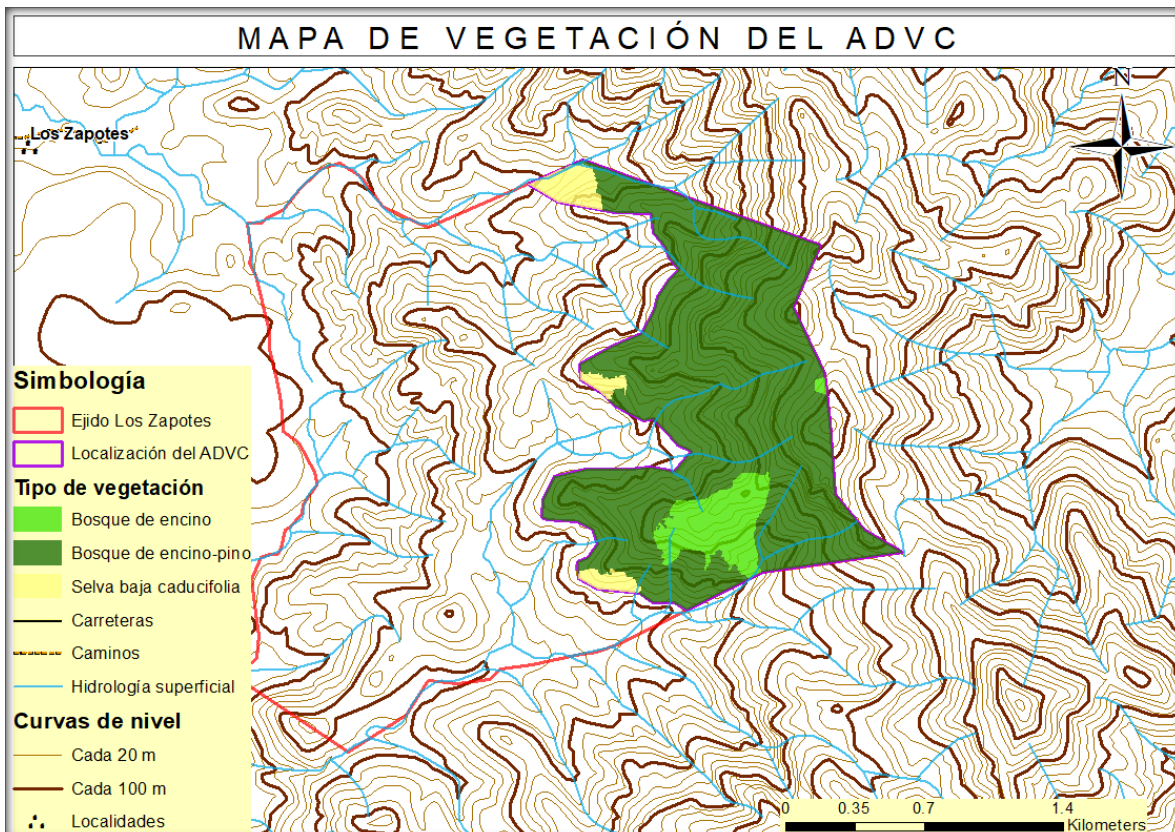 MAPA DE VEGETACIÓN DEL ADVC
N
Los Zapotes
Simbología
Ejido Los Zapotes
Localización del ADVC
Tipo de vegetación
Bosque de encino
Bosque de encino-pino
Selva baja caducifolia
Carreteras
Caminos
Hidrología superficial
Curvas de nivel
Cada 20 m
Cada 100 m
Localidades
0 0.35 0.7 1.4
Kilometers